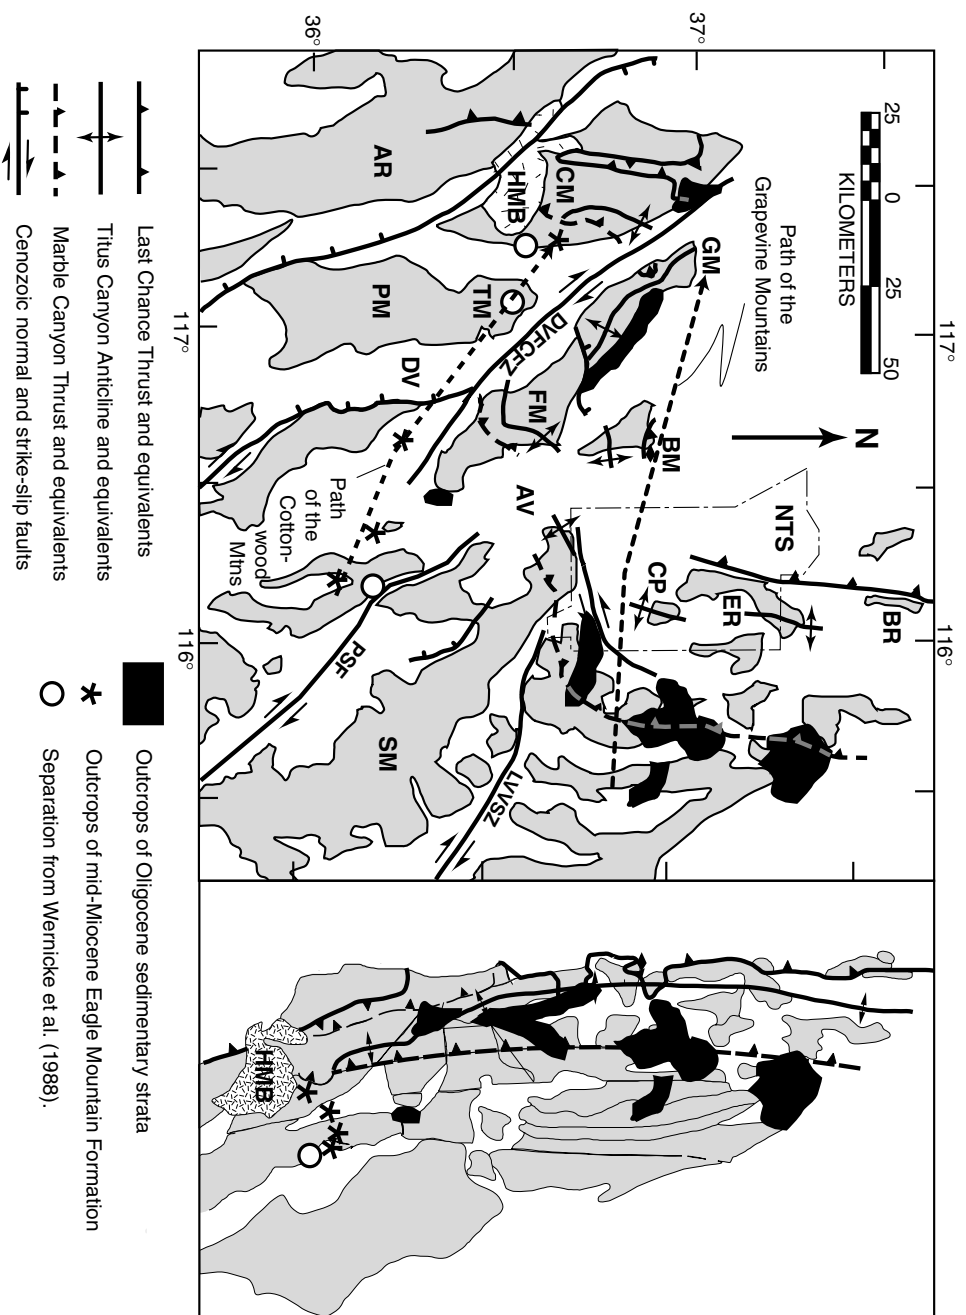 36°
37°
25 0 25 50
KILOMETERS
Path of the
Grapevine Mountains
N
117°
116°
117°
116°
AR
HMB
CM
GM
PM
TM
DVFCFZ
DV
FM
BM
AV
NTS
CP
ER
BR
Path
of the
Cotton-
wood
Mtns
PSF
SM
LVVSZ
HMB
Last Chance Thrust and equivalents
Titus Canyon Anticline and equivalents
Marble Canyon Thrust and equivalents
Cenozoic normal and strike-slip faults
Outcrops of Oligocene sedimentary strata
Outcrops of mid-Miocene Eagle Mountain Formation
Separation from Wernicke et al. (1988).